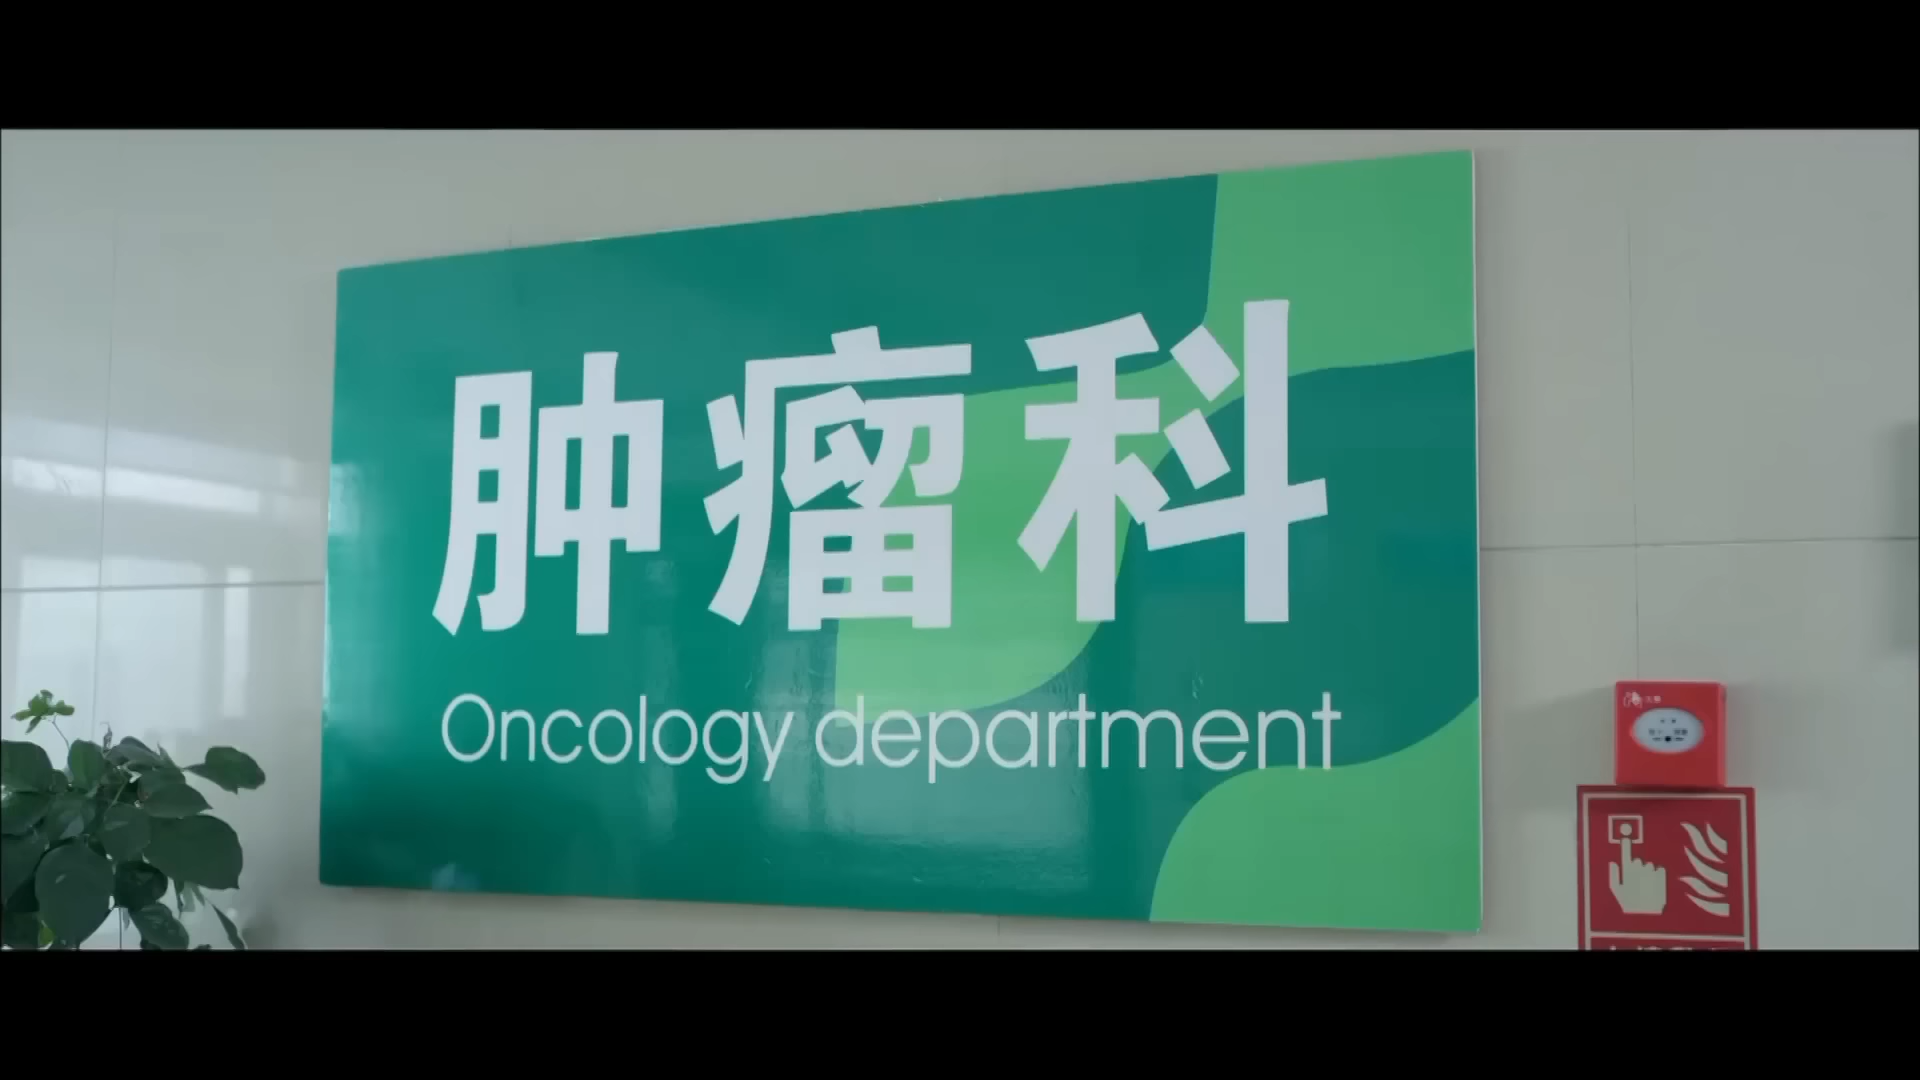 肿瘤科
Oncology department